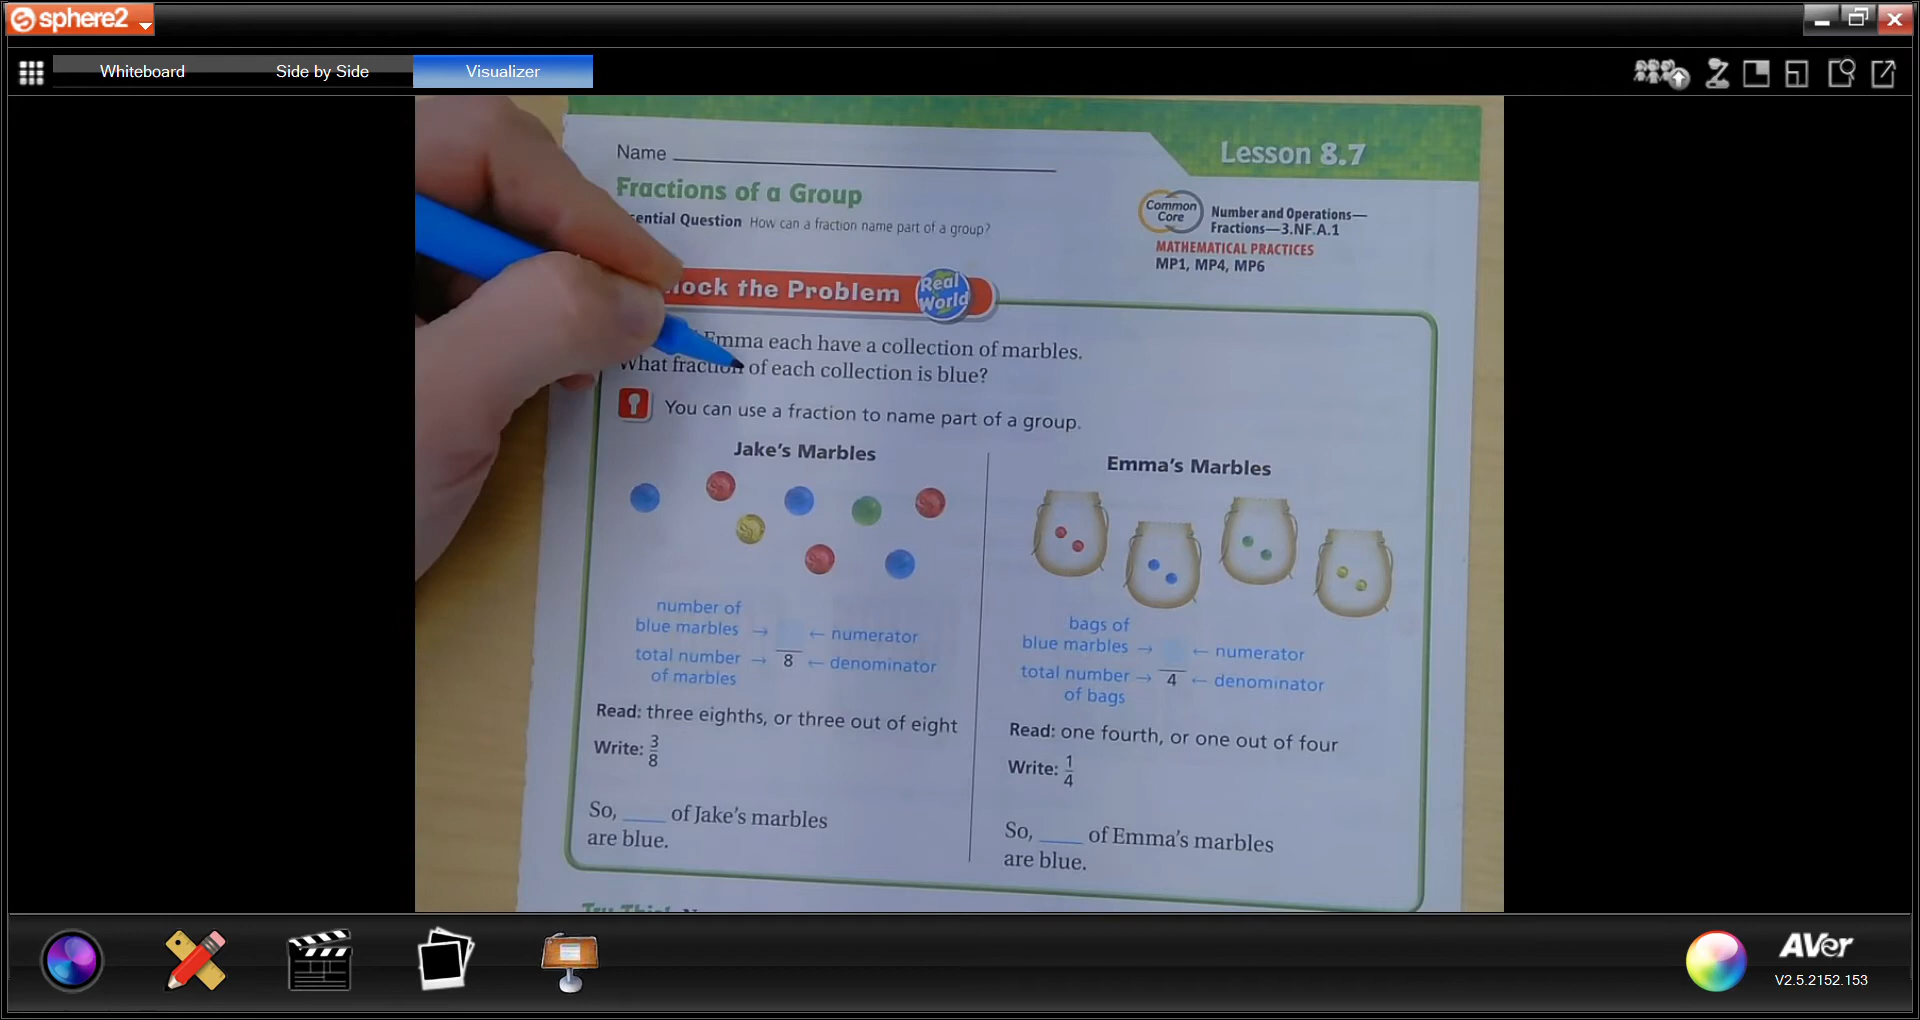 sphere2
Whiteboard Side by Side Visualizer
Name
Lesson 8.7
Fractions of a Group
ential Question How can a fraction name part of a group?
Common Core
Number and Operations—
Fractions—3.NF.A.1
MATHEMATICAL PRACTICES
MP1, MP4, MP6
lock the Problem Real World
Emma each have a collection of marbles.
What fraction of each collection is blue?
You can use a fraction to name part of a group.
Jake's Marbles
number of
blue marbles → ← numerator
total number → 8 ← denominator
of marbles
Read: three eighths, or three out of eight
Write: 3/8
So, ____ of Jake's marbles
are blue.
Emma's Marbles
bags of
blue marbles → ← numerator
total number → 4 ← denominator
of bags
Read: one fourth, or one out of four
Write: 1/4
So, ____ of Emma's marbles
are blue.
AVer
V2.5.2152.153